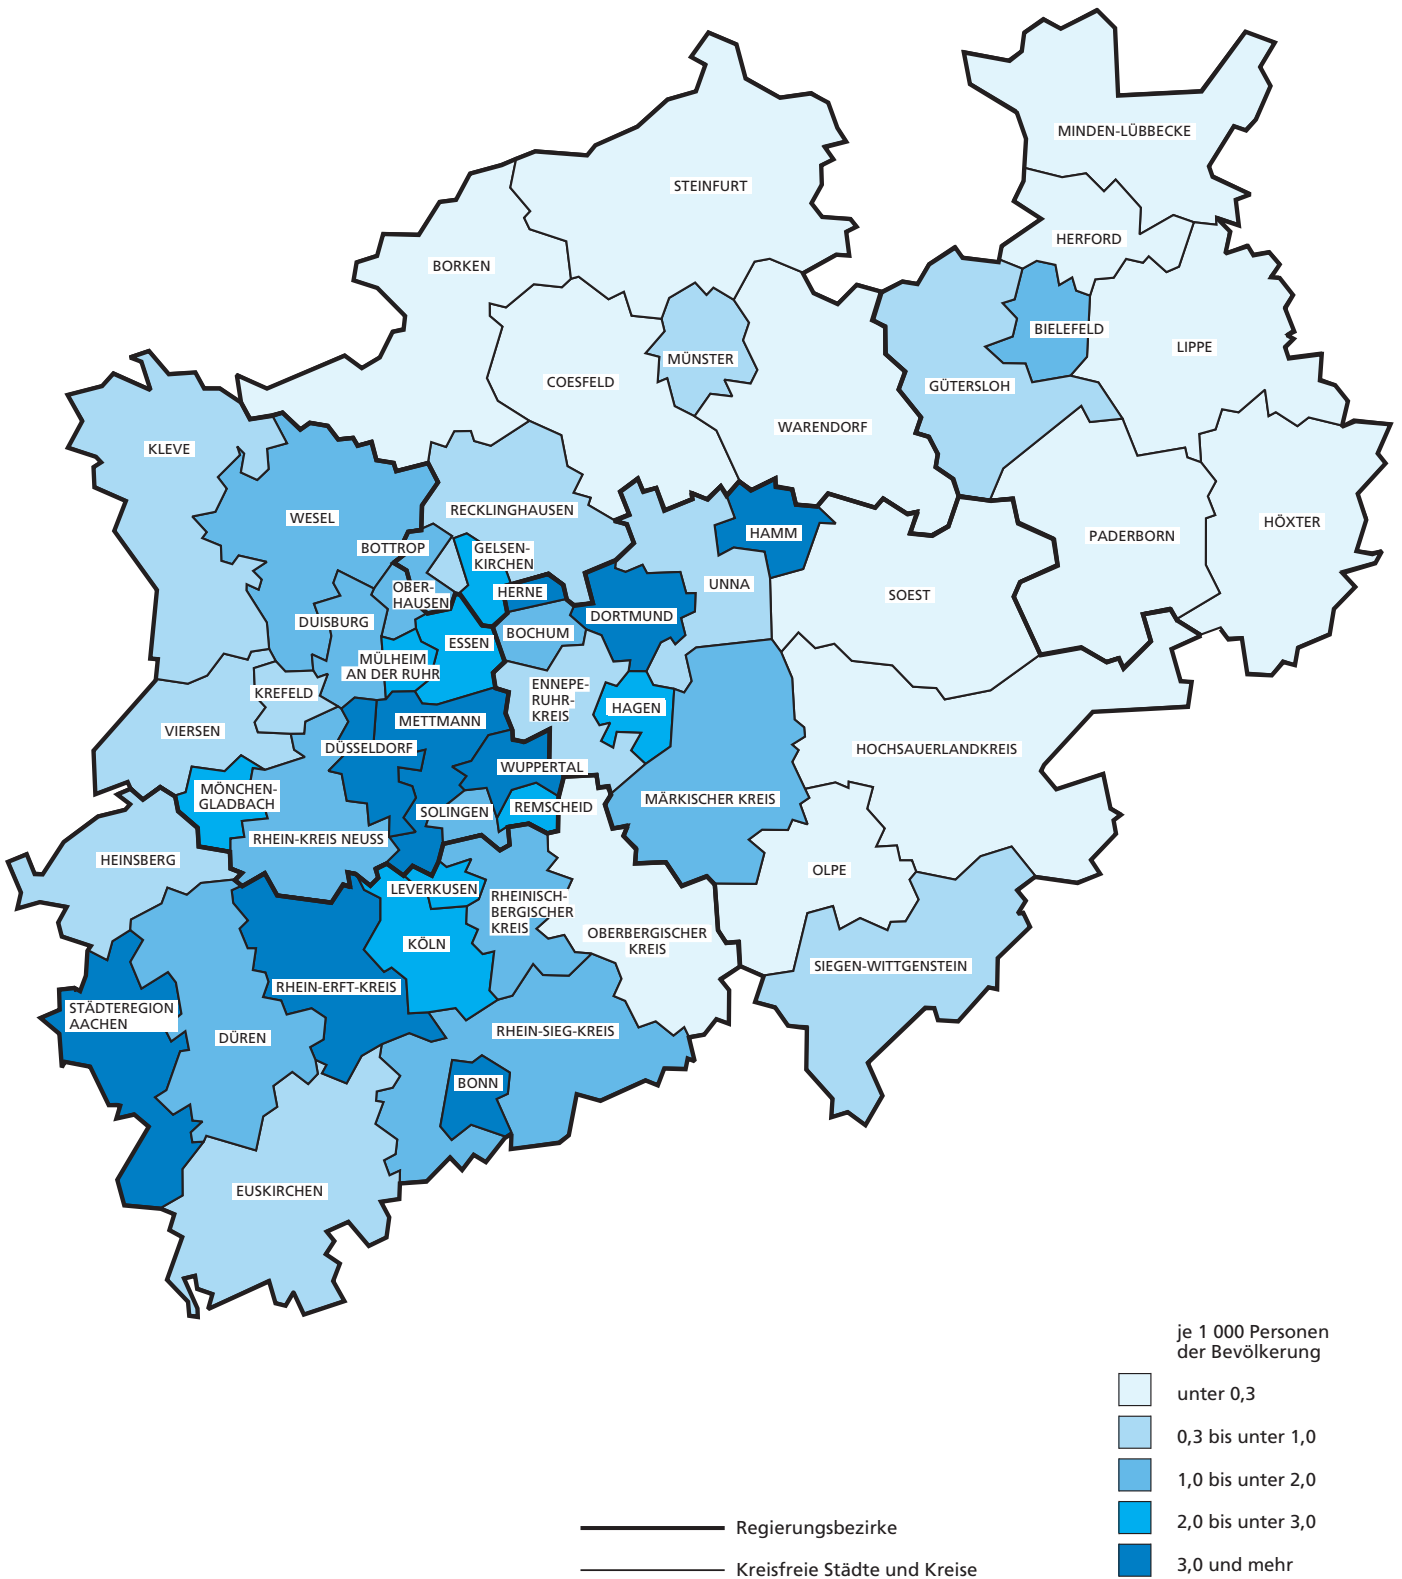 MINDEN-LÜBBECKE
STEINFURT
HERFORD
BORKEN
BIELEFELD
LIPPE
MÜNSTER
COESFELD
GÜTERSLOH
WARENDORF
KLEVE
RECKLINGHAUSEN
WESEL
HÖXTER
HAMM
PADERBORN
BOTTROP
GELSEN-
KIRCHEN
UNNA
OBER-
HAUSEN
HERNE
SOEST
DORTMUND
DUISBURG
BOCHUM
ESSEN
MÜLHEIM
AN DER RUHR
KREFELD
ENNEPE-
RUHR-
KREIS
HAGEN
METTMANN
VIERSEN
DÜSSELDORF
HOCHSAUERLANDKREIS
WUPPERTAL
MÖNCHEN-
GLADBACH
MÄRKISCHER KREIS
REMSCHEID
SOLINGEN
RHEIN-KREIS NEUSS
HEINSBERG
OLPE
LEVERKUSEN
RHEINISCH-
BERGISCHER
KREIS
OBERBERGISCHER
KREIS
KÖLN
SIEGEN-WITTGENSTEIN
RHEIN-ERFT-KREIS
STÄDTEREGION
AACHEN
RHEIN-SIEG-KREIS
DÜREN
BONN
EUSKIRCHEN
je 1 000 Personen
der Bevölkerung
unter 0,3
0,3 bis unter 1,0
1,0 bis unter 2,0
2,0 bis unter 3,0
3,0 und mehr
Regierungsbezirke
Kreisfreie Städte und Kreise